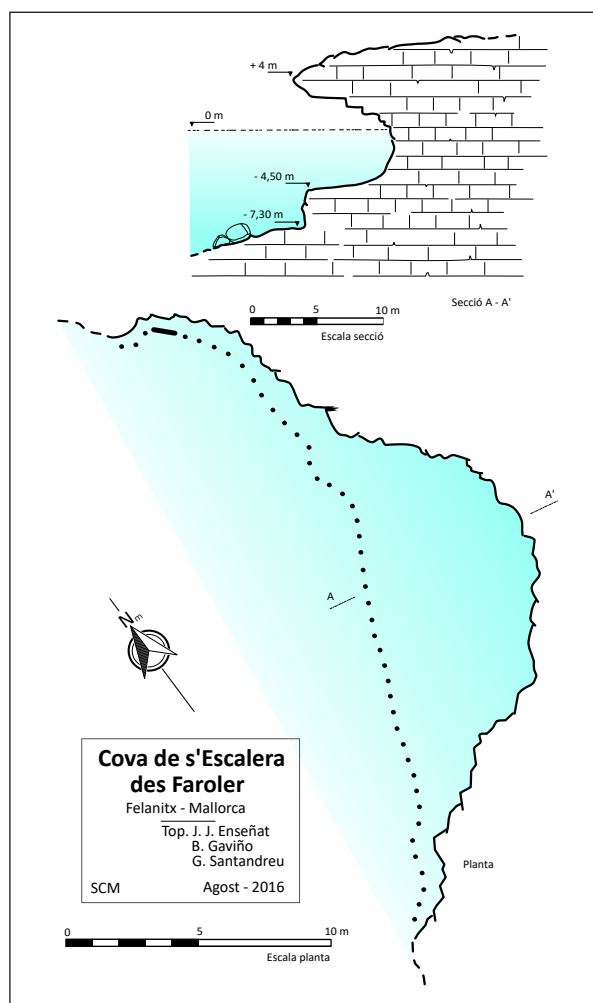 + 4 m
0 m
- 4,50 m
- 7,30 m
Secció A - A'
0 5 10 m
Escala secció
A'
A
N m
Cova de s'Escalera
des Faroler
Felanitx - Mallorca
Top. J. J. Enseñat
B. Gaviño
G. Santandreu
SCM Agost - 2016
Planta
0 5 10 m
Escala planta